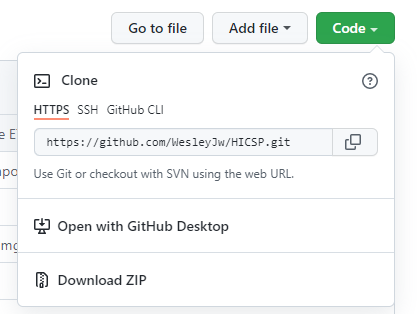 Go to file Add file Code
Clone
HTTPS SSH GitHub CLI
https://github.com/WesleyJw/HICSP.git
Use Git or checkout with SVN using the web URL.
Open with GitHub Desktop
Download ZIP